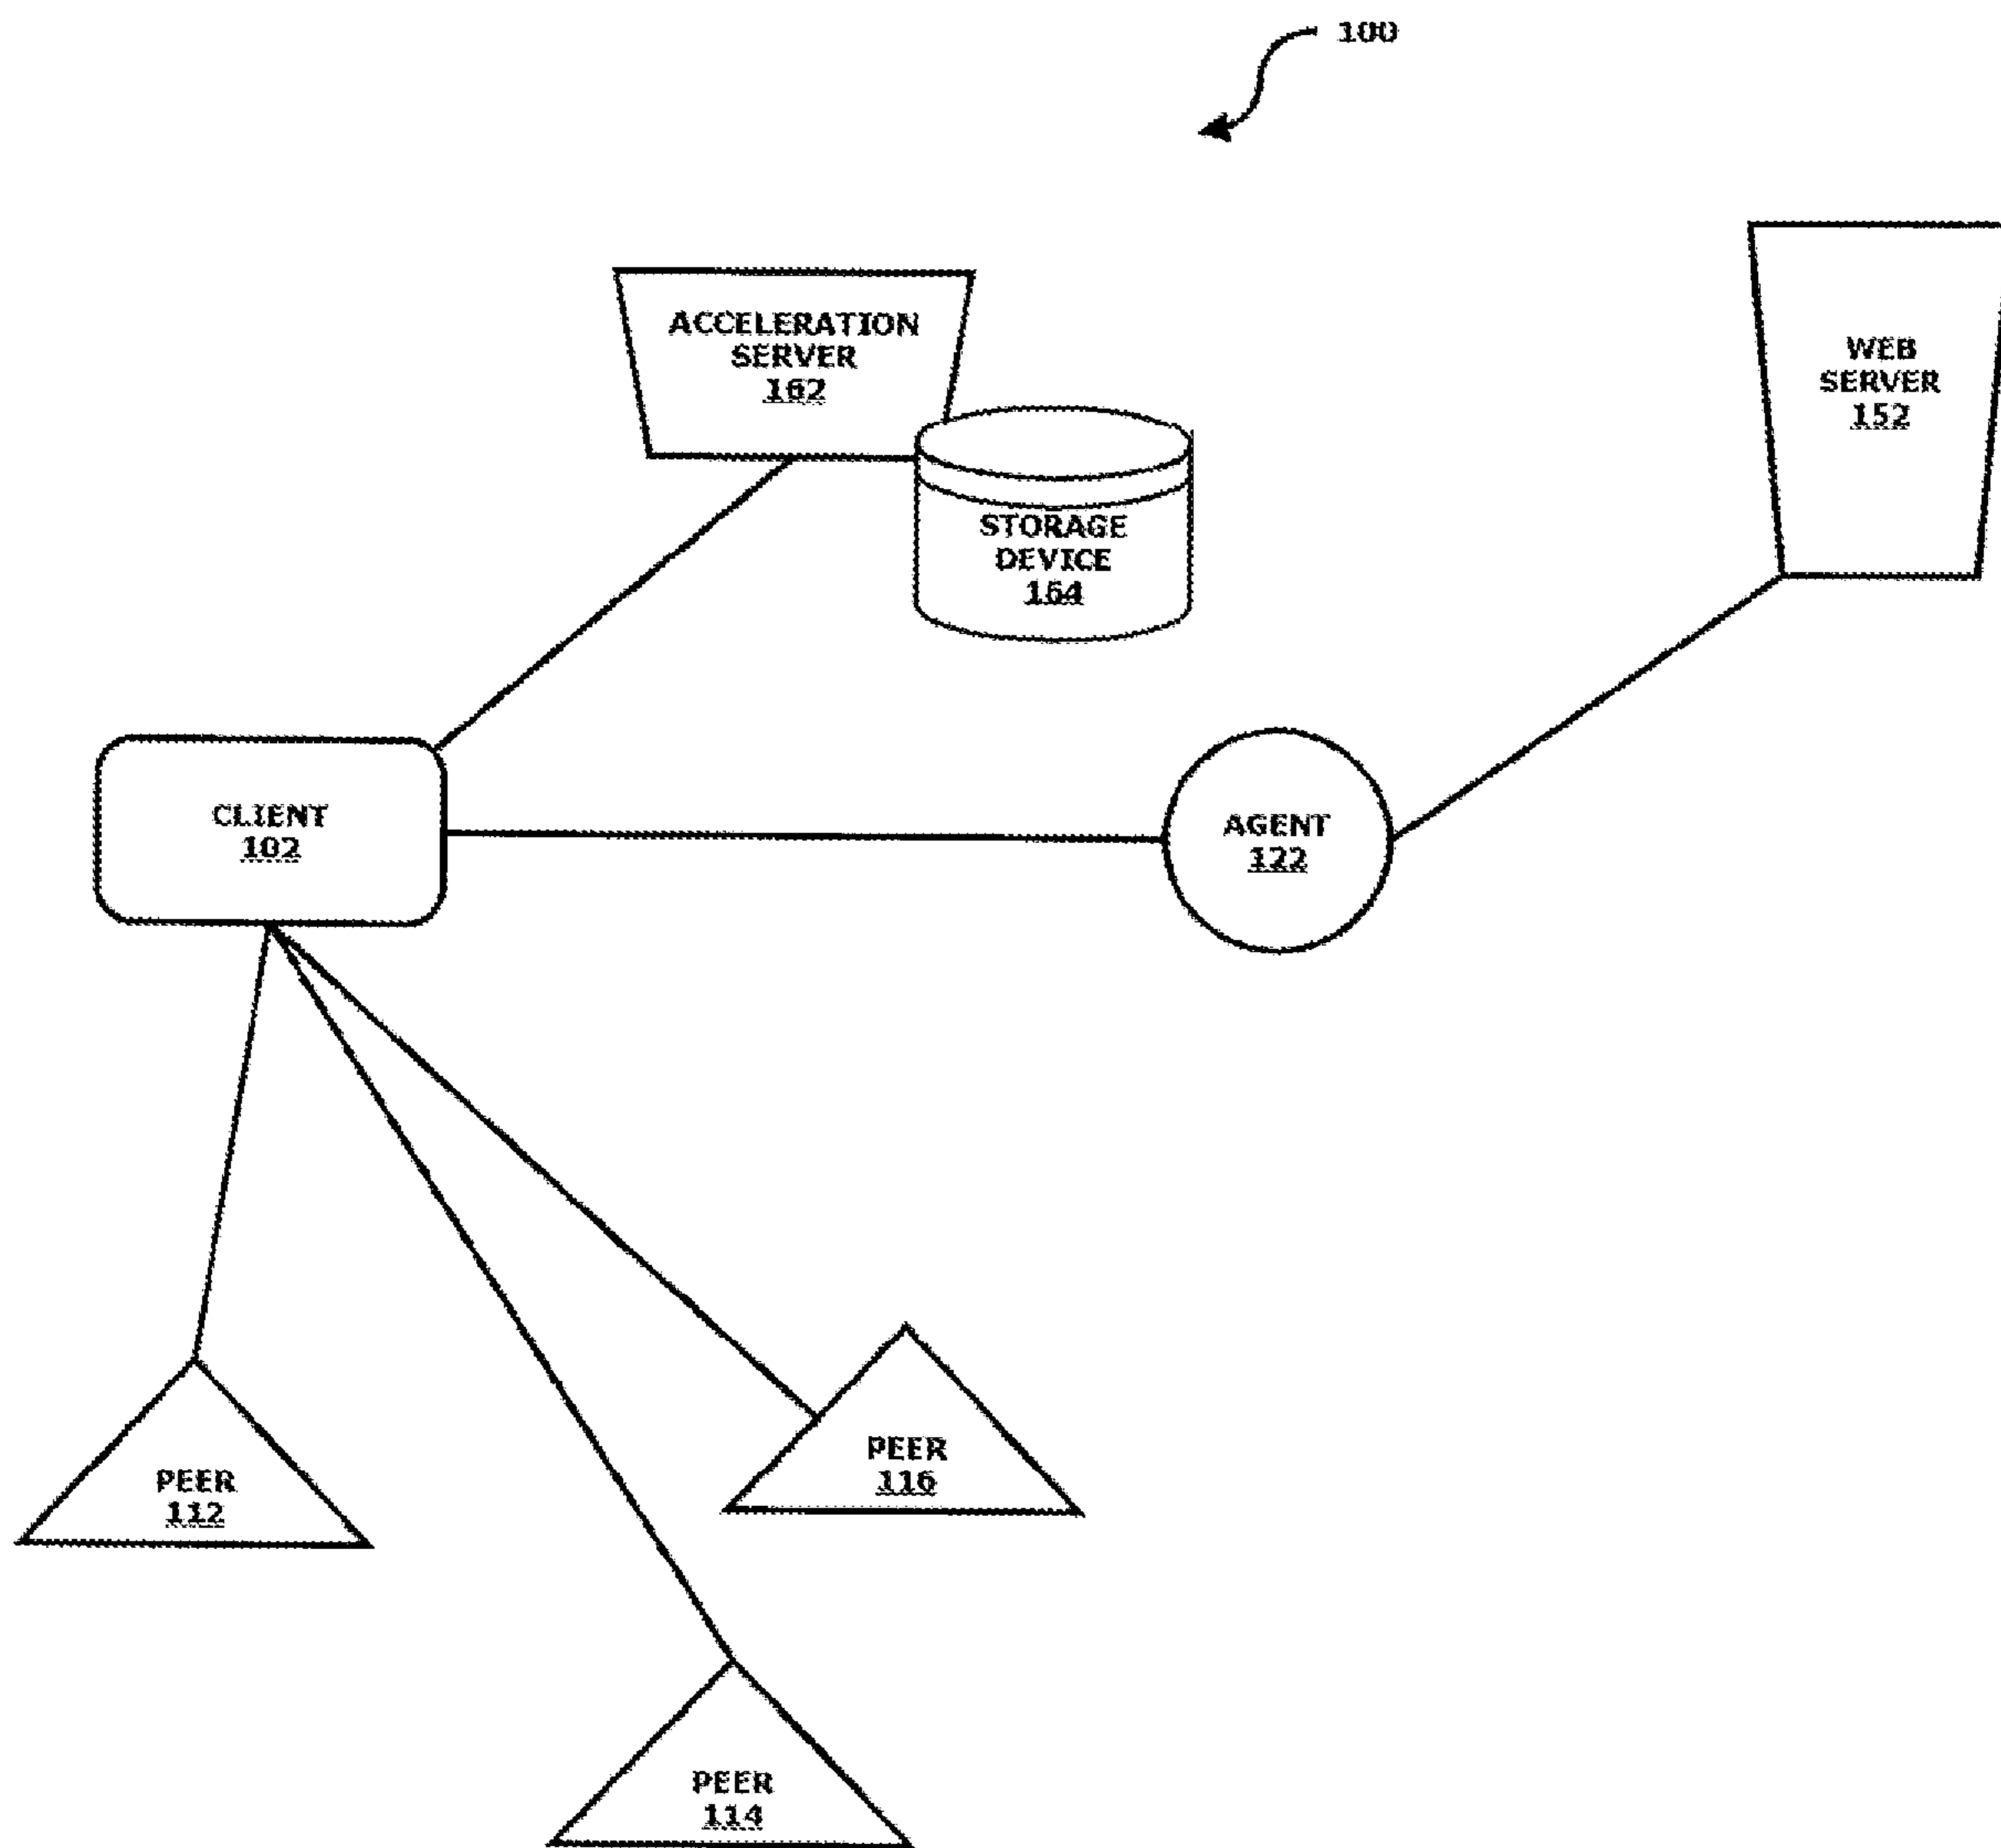 100
ACCELERATION
SERVER
162
WEB
SERVER
152
STORAGE
DEVICE
164
CLIENT
102
AGENT
122
PEER
116
PEER
112
PEER
114